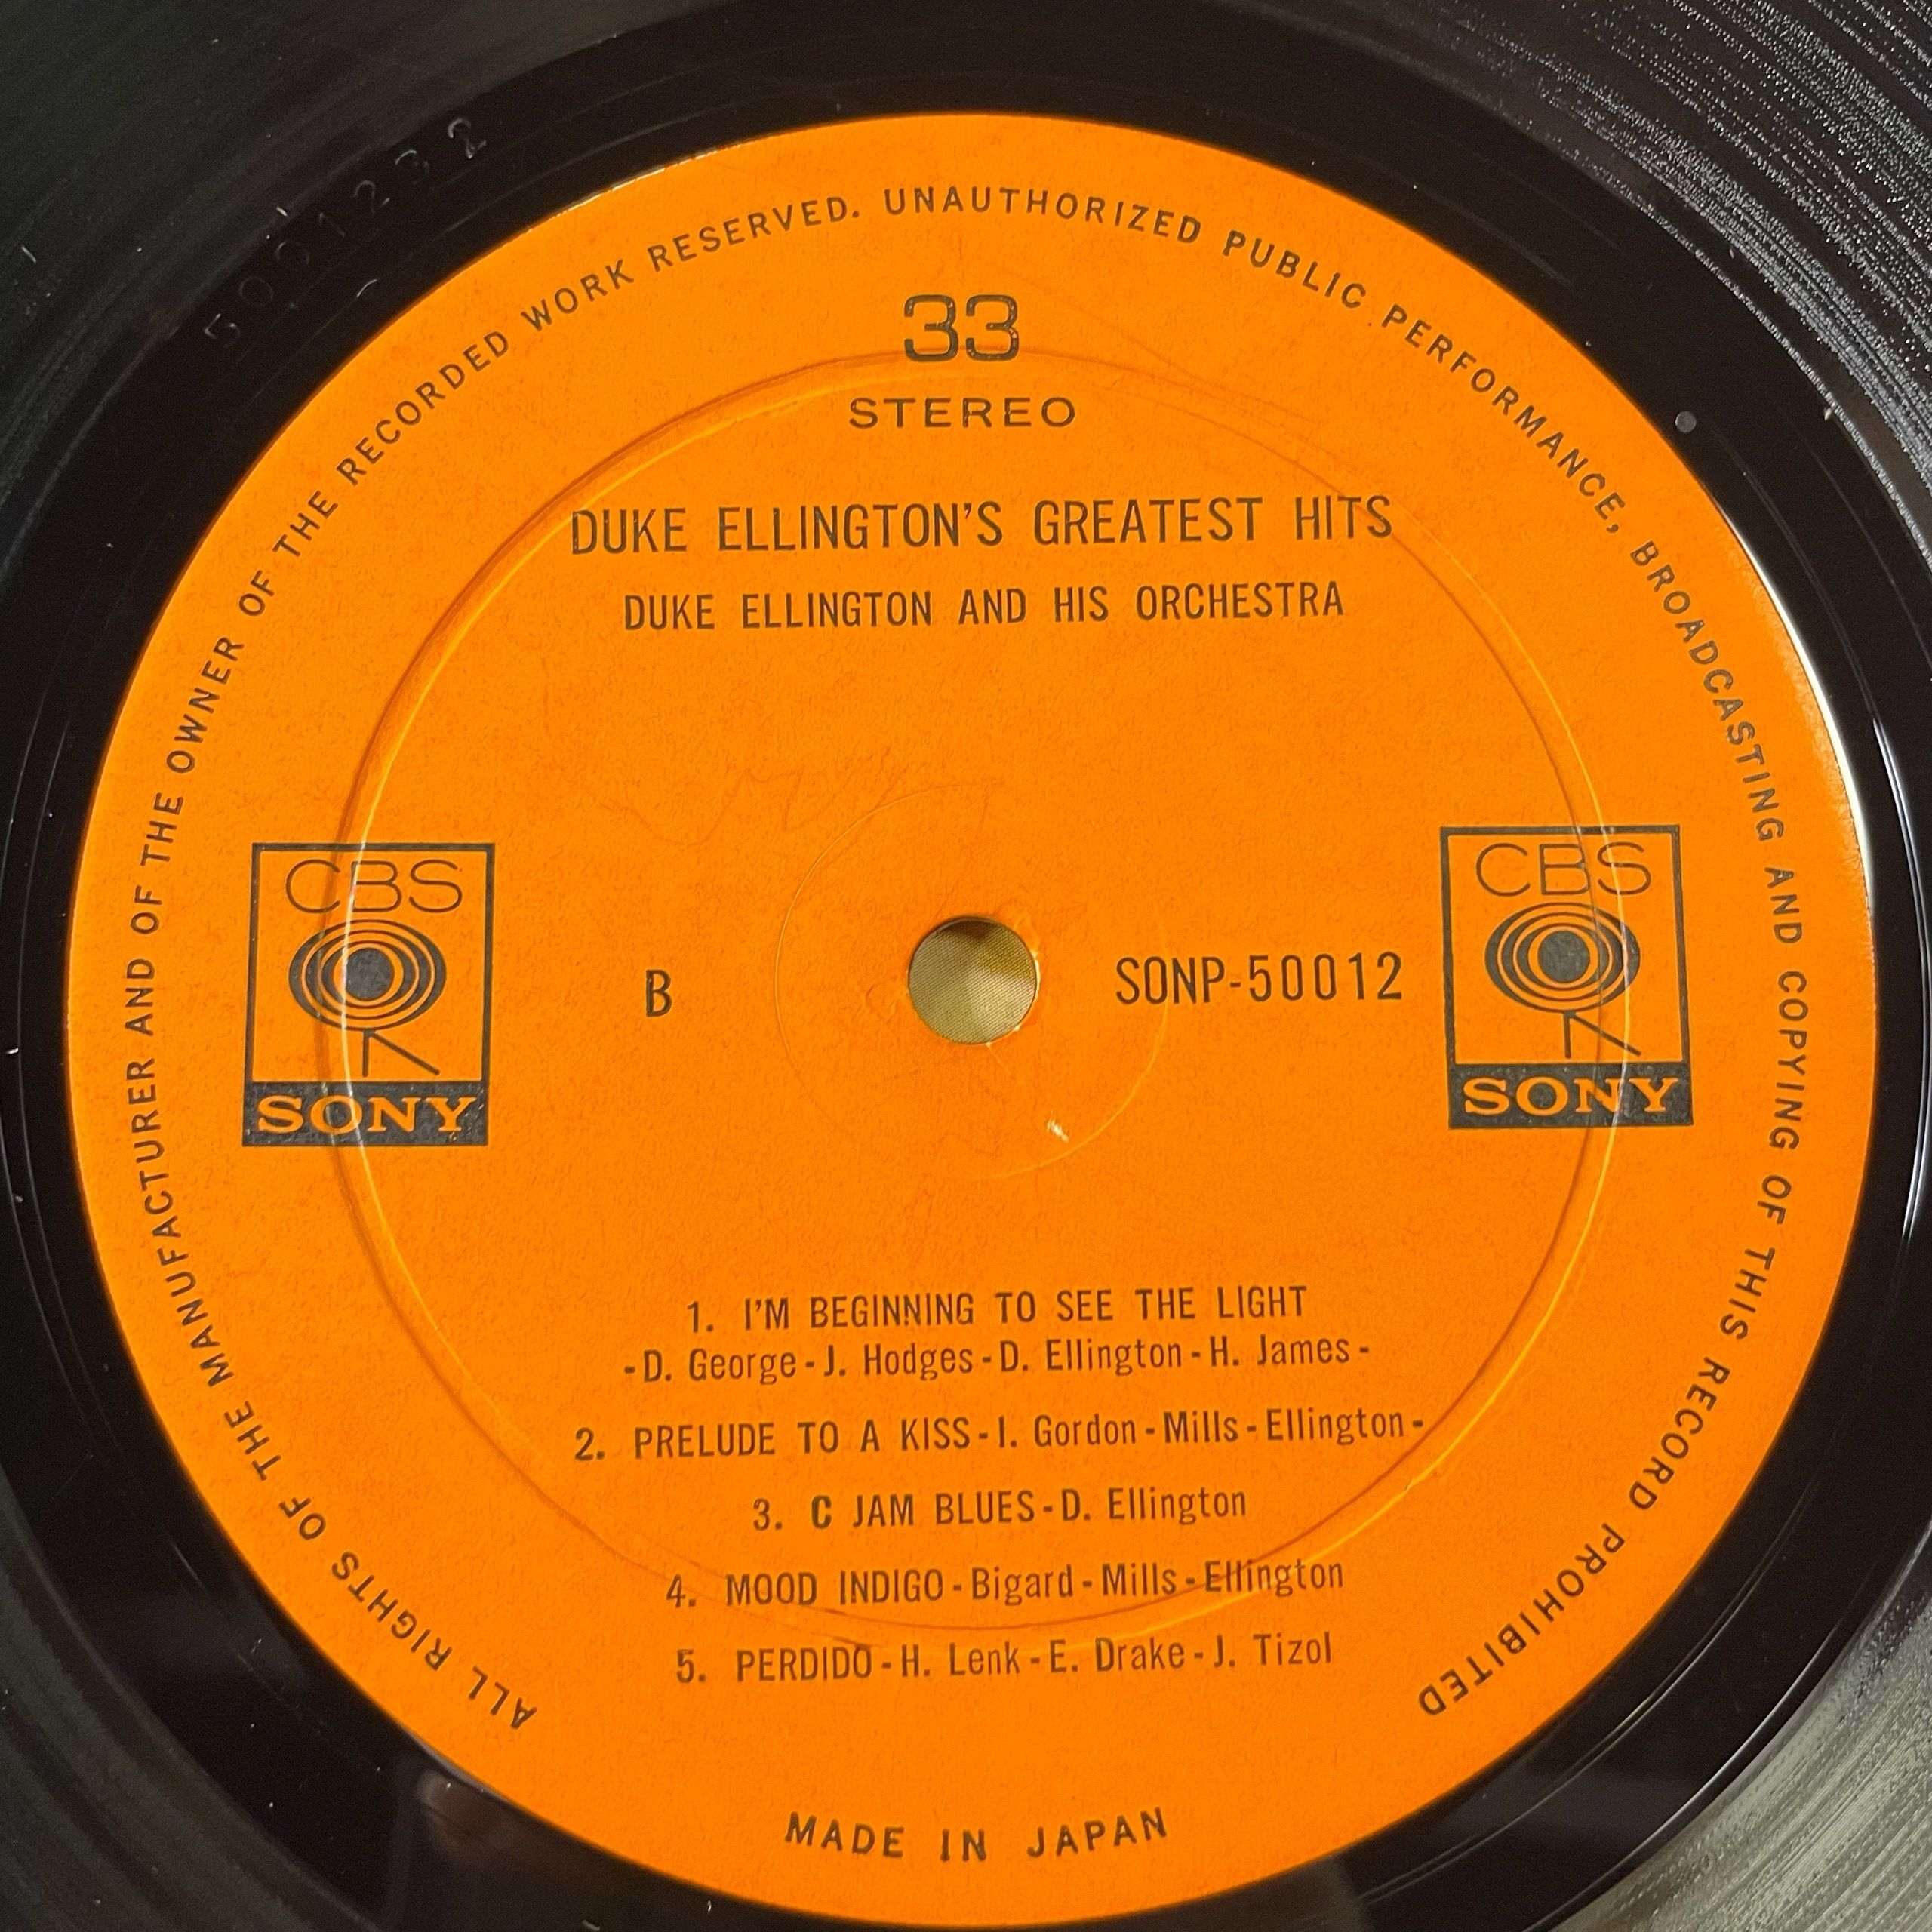 ALL RIGHTS OF THE MANUFACTURER AND OF THE OWNER OF THE RECORDED WORK RESERVED. UNAUTHORIZED PUBLIC PERFORMANCE, BROADCASTING AND COPYING OF THIS RECORD PROHIBITED
33
STEREO
DUKE ELLINGTON'S GREATEST HITS
DUKE ELLINGTON AND HIS ORCHESTRA
CBS
SONY
B
SONP-50012
CBS
SONY
1. I'M BEGINNING TO SEE THE LIGHT
-D. George-J. Hodges-D. Ellington-H. James-
2. PRELUDE TO A KISS-I. Gordon-Mills-Ellington-
3. C JAM BLUES-D. Ellington
4. MOOD INDIGO-Bigard-Mills-Ellington
5. PERDIDO-H. Lenk-E. Drake-J. Tizol
MADE IN JAPAN